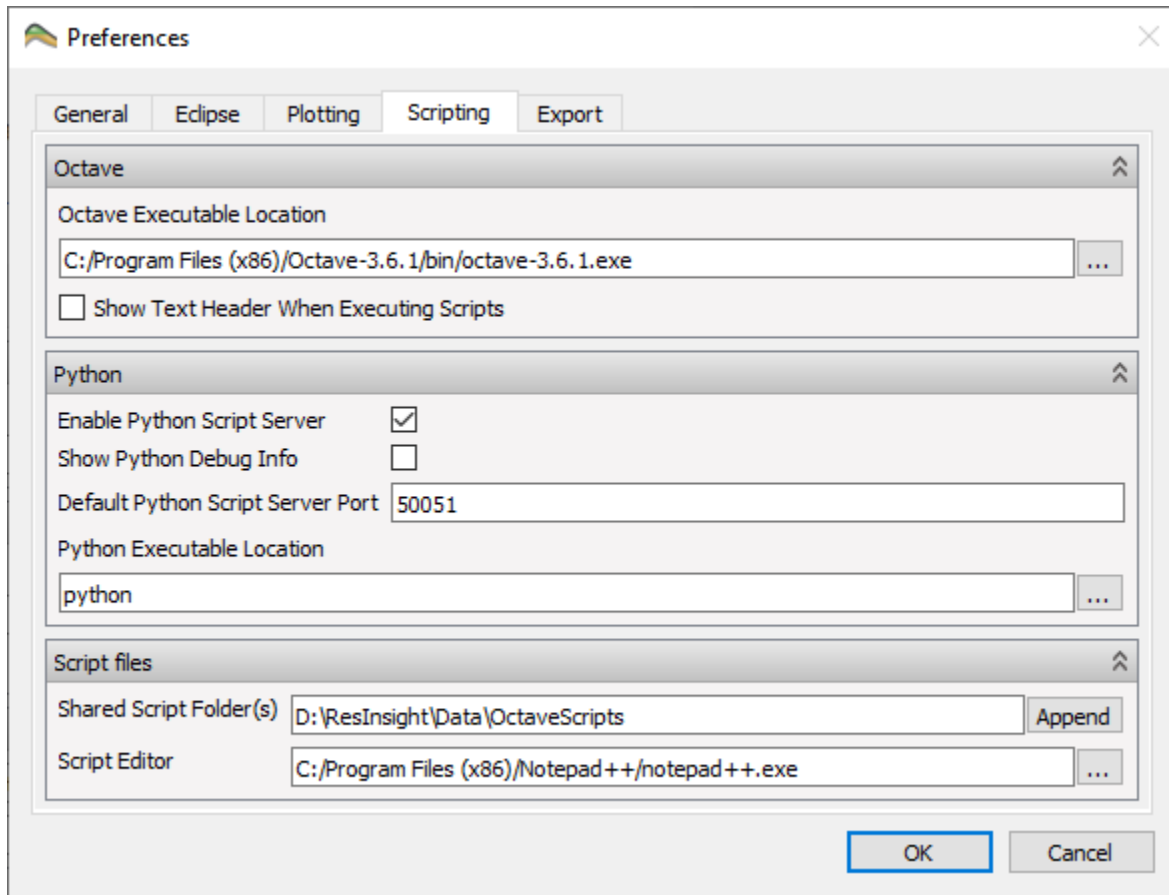 Preferences
General Eclipse Plotting Scripting Export
Octave
Octave Executable Location
C:/Program Files (x86)/Octave-3.6.1/bin/octave-3.6.1.exe ...
Show Text Header When Executing Scripts
Python
Enable Python Script Server
Show Python Debug Info
Default Python Script Server Port 50051
Python Executable Location
python ...
Script files
Shared Script Folder(s) D:\ResInsight\Data\OctaveScripts Append
Script Editor C:/Program Files (x86)/Notepad++/notepad++.exe ...
OK Cancel